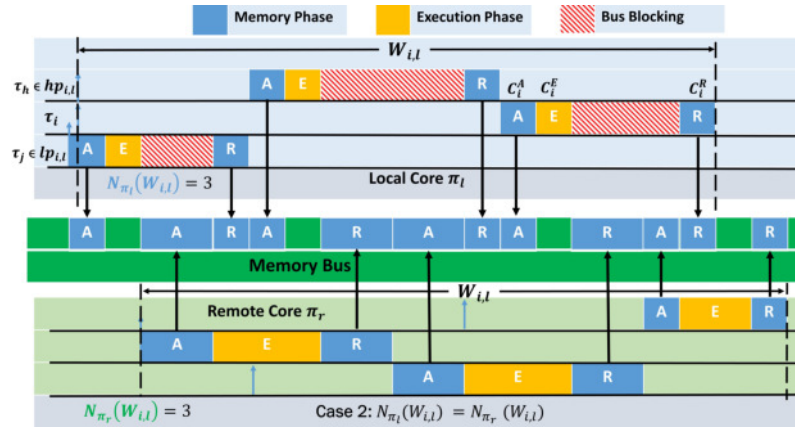 Memory Phase Execution Phase Bus Blocking
W_{i,l}
τ_h ∈ hp_{i,l} A E R C_i^A C_i^E C_i^R
τ_i A E R
τ_j ∈ lp_{i,l} A E R
N_{π_l}(W_{i,l}) = 3 Local Core π_l
A A R A R A R A R A R R
Memory Bus
W_{i,l}
Remote Core π_r A E R
A E R
A E R
N_{π_r}(W_{i,l}) = 3 Case 2: N_{π_l}(W_{i,l}) = N_{π_r} (W_{i,l})